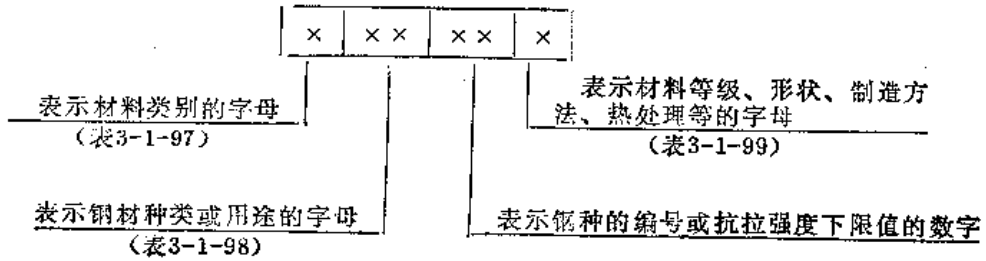 × ×× ×× ×
表示材料类别的字母
（表3-1-97）
表示材料等级、形状、制造方
法、热处理等的字母
（表3-1-99）
表示钢材种类或用途的字母
（表3-1-98）
表示钢种的编号或抗拉强度下限值的数字